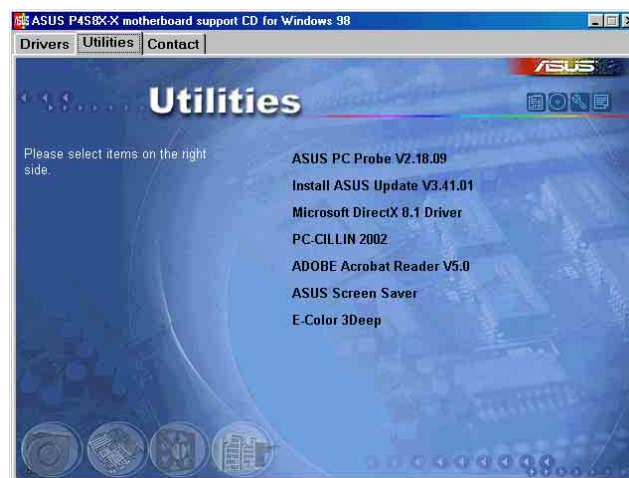 ASUS P4S8X-X motherboard support CD for Windows 98
Drivers Utilities Contact
ASUS
Utilities
Please select items on the right
side.
ASUS PC Probe V2.18.09
Install ASUS Update V3.41.01
Microsoft DirectX 8.1 Driver
PC-CILLIN 2002
ADOBE Acrobat Reader V5.0
ASUS Screen Saver
E-Color 3Deep